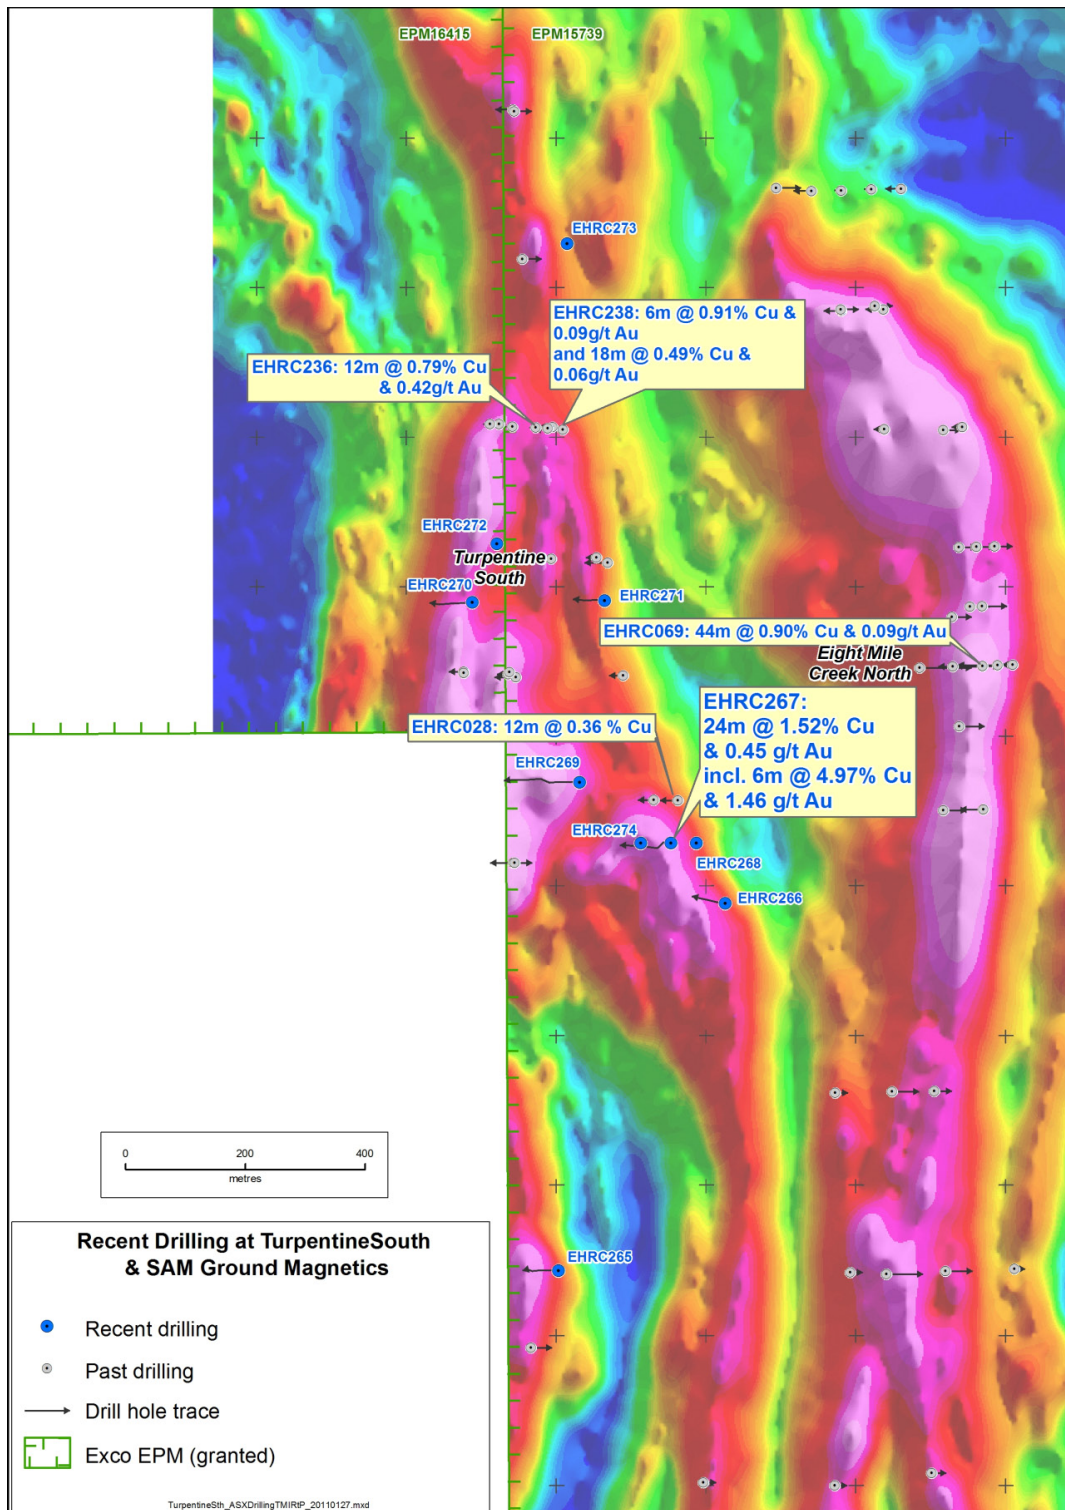 EPM16415
EPM15739
EHRC273
EHRC238: 6m @ 0.91% Cu &
0.09g/t Au
and 18m @ 0.49% Cu &
0.06g/t Au
EHRC236: 12m @ 0.79% Cu
& 0.42g/t Au
EHRC272
Turpentine
South
EHRC270
EHRC271
EHRC069: 44m @ 0.90% Cu & 0.09g/t Au
Eight Mile
Creek North
EHRC267:
24m @ 1.52% Cu
& 0.45 g/t Au
incl. 6m @ 4.97% Cu
& 1.46 g/t Au
EHRC028: 12m @ 0.36 % Cu
EHRC269
EHRC274
EHRC268
EHRC266
EHRC265
0 200 400
metres
Recent Drilling at TurpentineSouth
& SAM Ground Magnetics
Recent drilling
Past drilling
Drill hole trace
Exco EPM (granted)
TurpentineSth_ASXDrillingTMIRtP_20110127.mxd